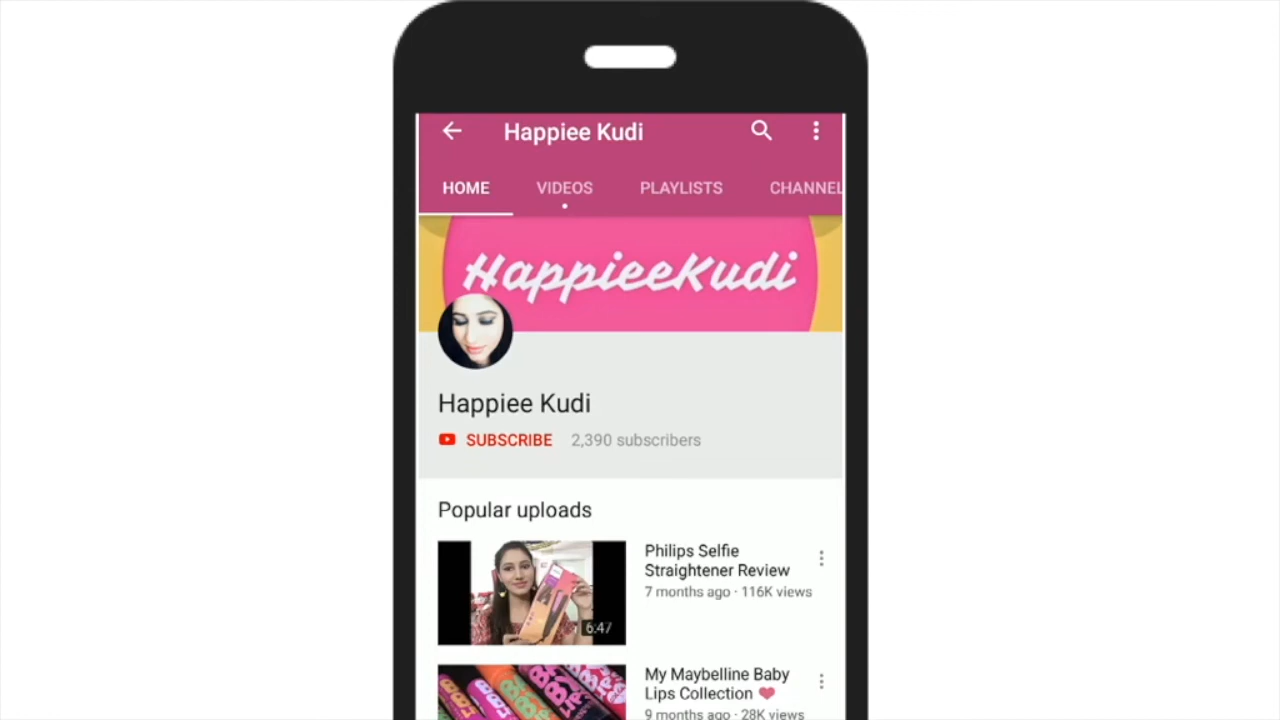 Happiee Kudi
HOME VIDEOS PLAYLISTS CHANNEL
HappieeKudi
Happiee Kudi
SUBSCRIBE 2,390 subscribers
Popular uploads
Philips Selfie
Straightener Review
7 months ago · 116K views
6:47
My Maybelline Baby
Lips Collection ❤
9 months ago · 28K views